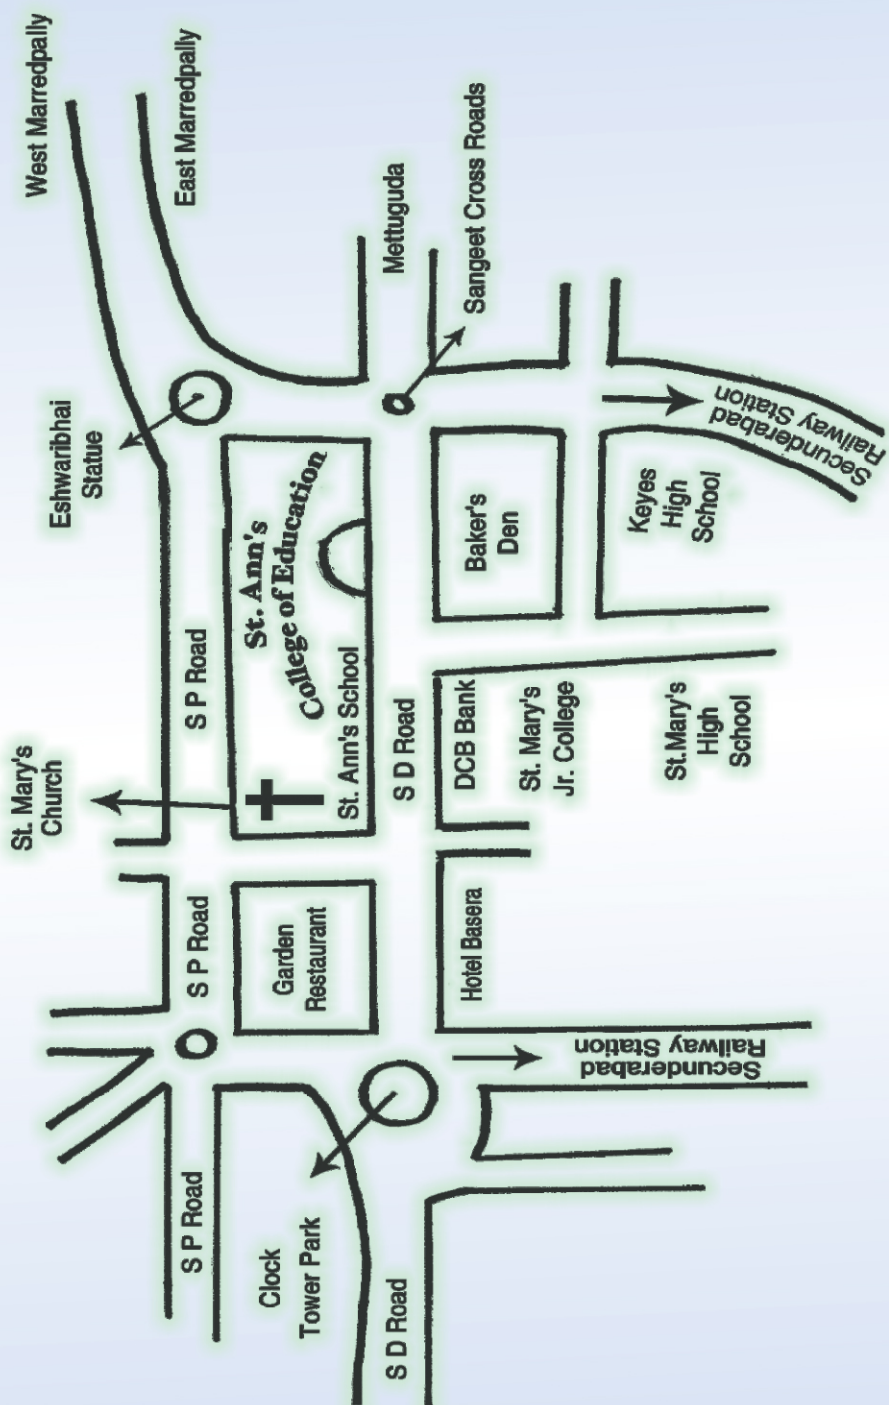 West Marredpally
East Marredpally
Mettuguda
Sangeet Cross Roads
Eshwaribhai
Statue
S P Road
St. Ann's
College of Education
St. Ann's School
St. Mary's
Church
S D Road
Baker's
Den
Keyes
High
School
Secunderabad
Railway Station
DCB Bank
St. Mary's
Jr. College
St.Mary's
High
School
S P Road
Garden
Restaurant
Hotel Basera
Secunderabad
Railway Station
S P Road
Clock
Tower Park
S D Road